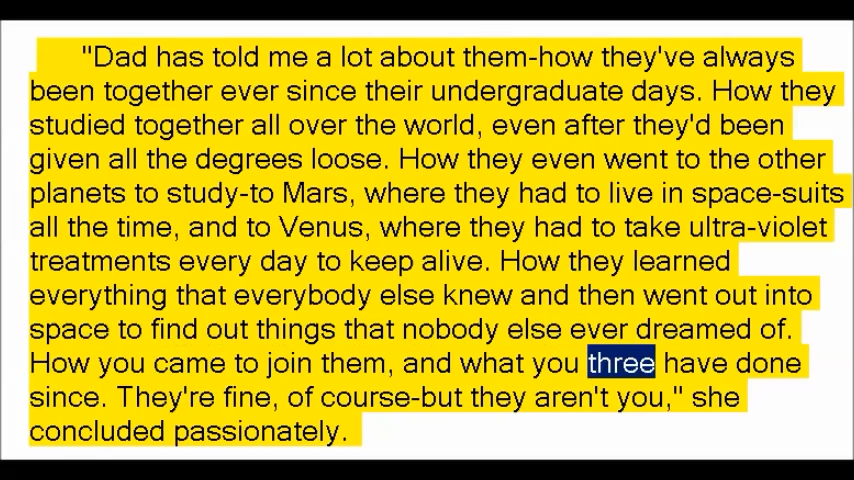 "Dad has told me a lot about them-how they've always
been together ever since their undergraduate days. How they
studied together all over the world, even after they'd been
given all the degrees loose. How they even went to the other
planets to study-to Mars, where they had to live in space-suits
all the time, and to Venus, where they had to take ultra-violet
treatments every day to keep alive. How they learned
everything that everybody else knew and then went out into
space to find out things that nobody else ever dreamed of.
How you came to join them, and what you three have done
since. They're fine, of course-but they aren't you," she
concluded passionately.